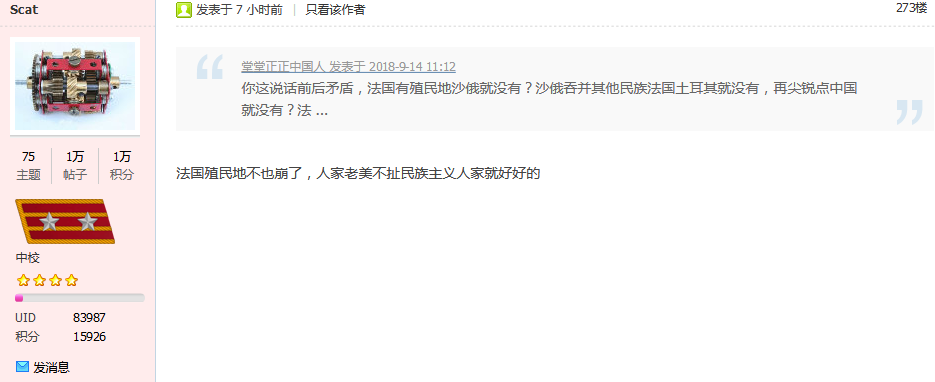 Scat
75 1万 1万
主题 帖子 积分
中校
UID 83987
积分 15926
发消息
发表于 7 小时前 | 只看该作者 273楼
堂堂正正中国人 发表于 2018-9-14 11:12
你这说话前后矛盾，法国有殖民地沙俄就没有？沙俄吞并其他民族法国土耳其就没有，再尖锐点中国
就没有？法 ...
法国殖民地不也崩了，人家老美不扯民族主义人家就好好的